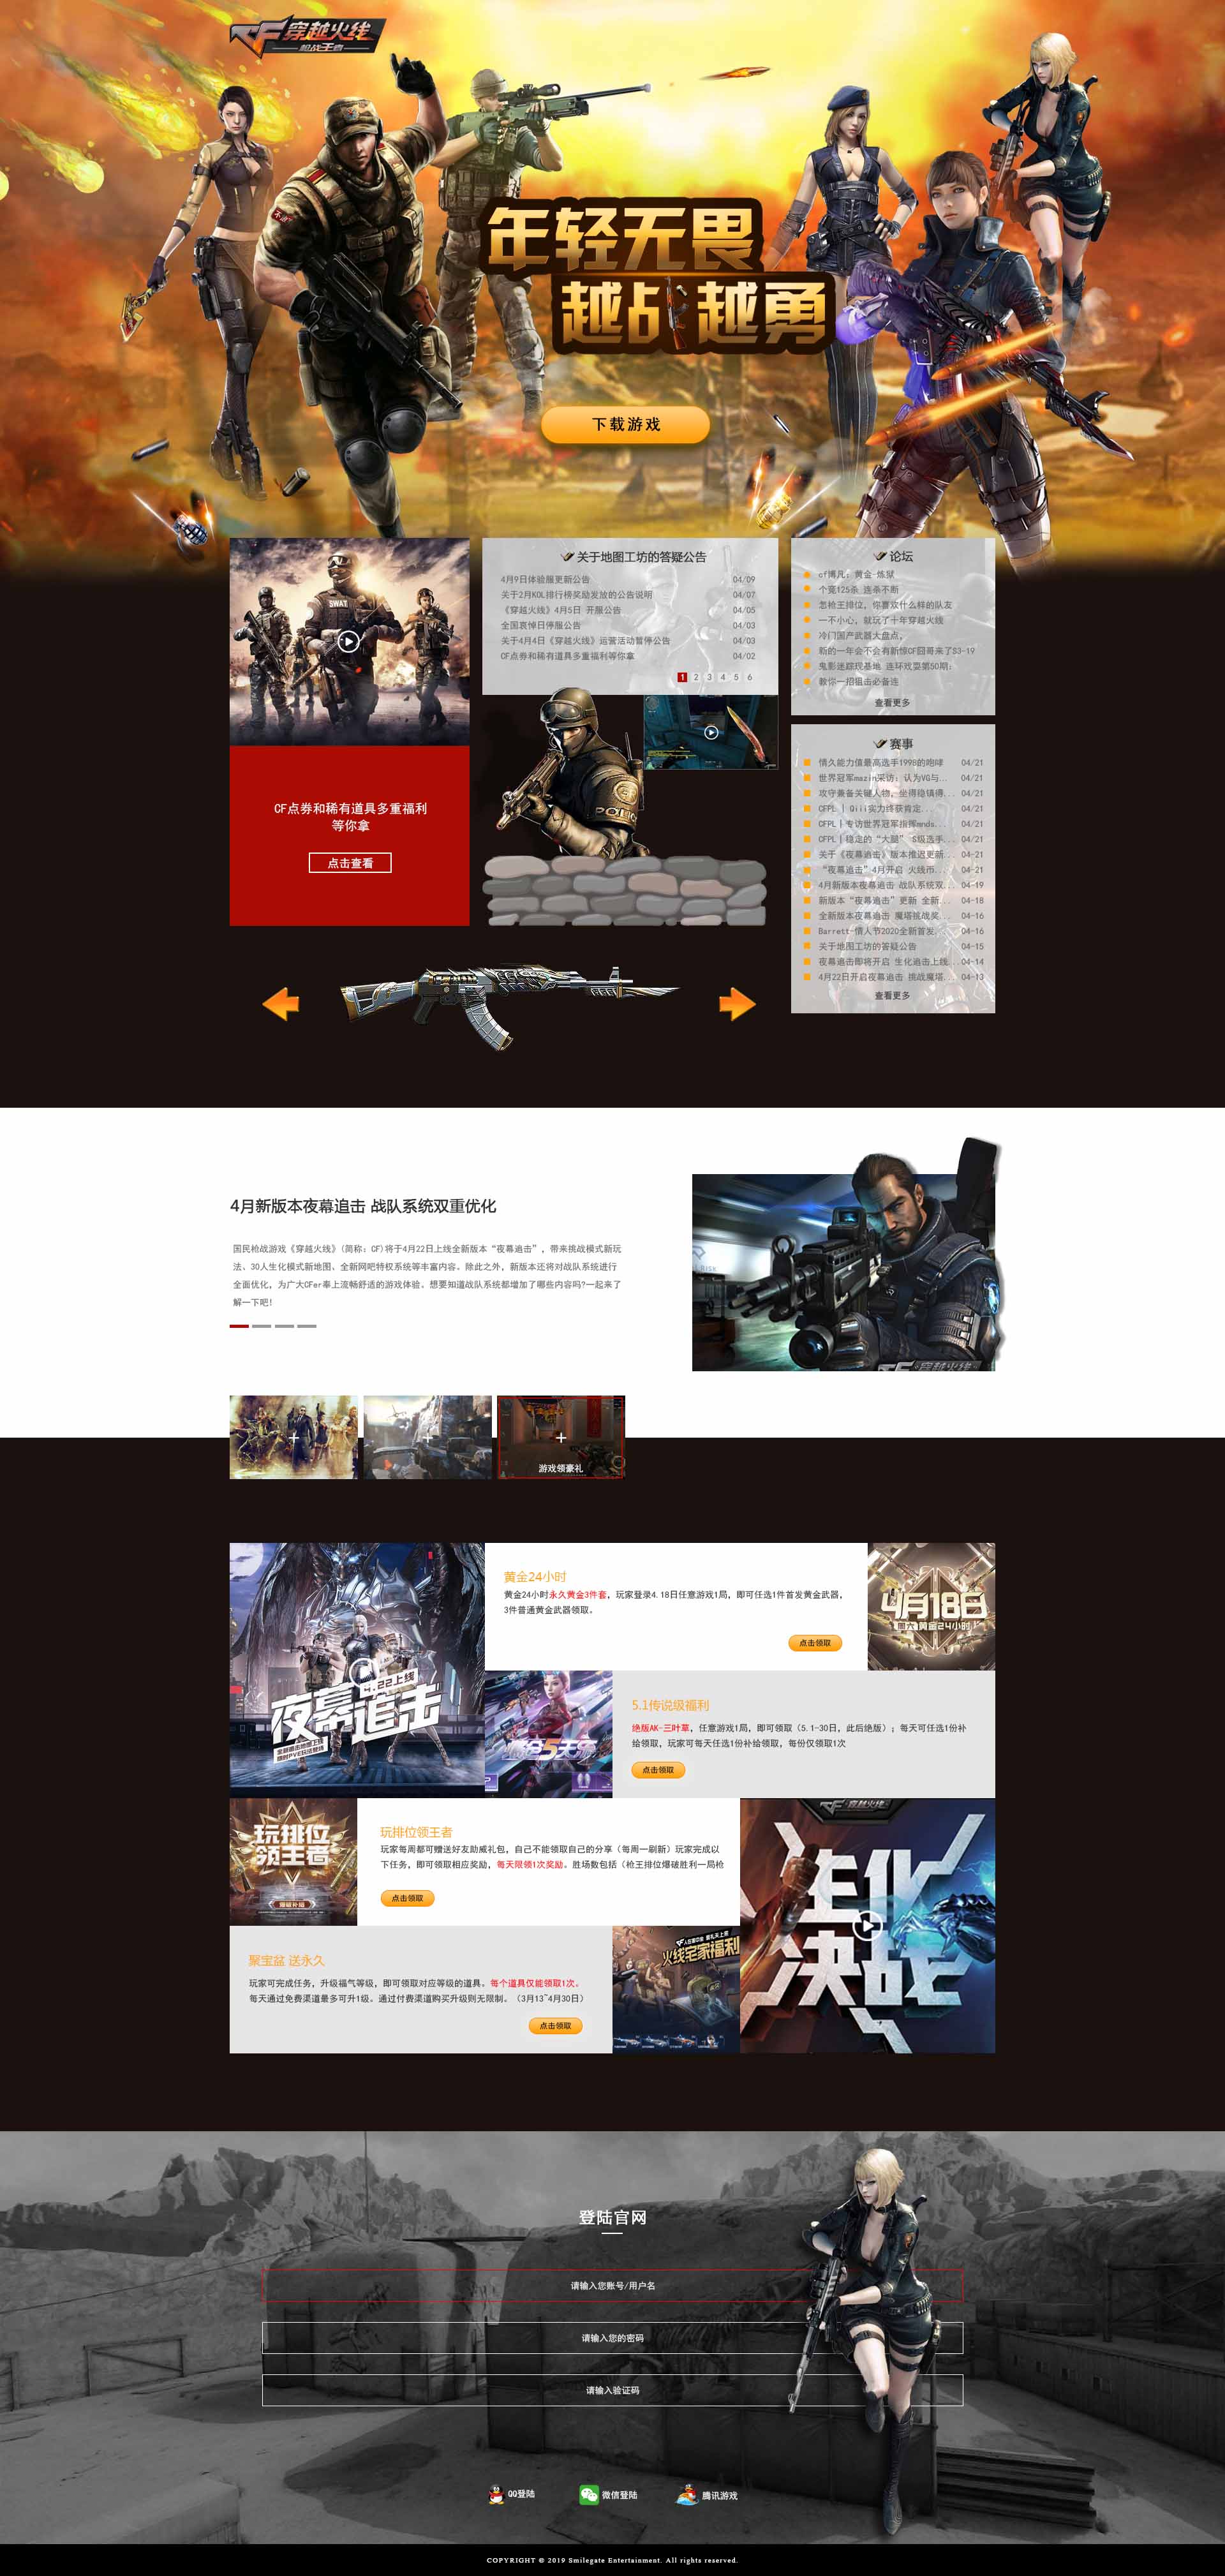 CF穿越火线
枪战王者
年轻无畏
越战越勇
下载游戏
SWAT
CF点券和稀有道具多重福利
等你拿
点击查看
关于地图工坊的答疑公告
4月9日体验服更新公告 04/09
关于2月KOL排行榜奖励发放的公告说明 04/07
《穿越火线》4月5日 开服公告 04/05
全国哀悼日停服公告 04/03
关于4月4日《穿越火线》运营活动暂停公告 04/03
CF点券和稀有道具多重福利等你拿 04/02
1 2 3 4 5 6
POLICE
论坛
cf博凡：黄金-炼狱
个竟125杀 连杀不断
怎枪王排位，你喜欢什么样的队友
一不小心，就玩了十年穿越火线
冷门国产武器大盘点，
新的一年会不会有新惊CF囧哥来了S3-19
鬼影迷踪现基地 连环戏耍第50期：
教你一招狙击必备连
查看更多
赛事
情久能力值最高选手1998的咆哮 04/21
世界冠军mazin采访：认为VG与... 04/21
攻守兼备关键人物，坐得稳镇得... 04/21
CFPL | Qiii实力终获肯定... 04/21
CFPL丨专访世界冠军指挥mnds... 04/21
CFPL丨稳定的“大腿” S级选手... 04/21
关于《夜幕追击》版本推迟更新... 04-21
“夜幕追击”4月开启 火线币... 04-21
4月新版本夜幕追击 战队系统双... 04-19
新版本“夜幕追击”更新 全新... 04-18
全新版本夜幕追击 魔塔挑战奖... 04-16
Barrett-情人节2020全新首发. 04-16
关于地图工坊的答疑公告 04-15
夜幕追击即将开启 生化追击上线... 04-14
4月22日开启夜幕追击 挑战魔塔... 04-13
查看更多
4月新版本夜幕追击 战队系统双重优化
国民枪战游戏《穿越火线》(简称：CF)将于4月22日上线全新版本“夜幕追击”，带来挑战模式新玩
法、30人生化模式新地图、全新网吧特权系统等丰富内容。除此之外，新版本还将对战队系统进行
全面优化，为广大CFer奉上流畅舒适的游戏体验。想要知道战队系统都增加了哪些内容吗?一起来了
解一下吧！
RISK
CF穿越火线
游戏领豪礼
夜幕追击
黄金24小时
黄金24小时永久黄金3件套，玩家登录4.18日任意游戏1局，即可任选1件首发黄金武器，
3件普通黄金武器领取。
点击领取
4月18日
周六黄金24小时
5.1传说级福利
绝版AK-三叶草，任意游戏1局，即可领取（5.1-30日，此后绝版）；每天可任选1份补
给领取，玩家可每天任选1份补给领取，每份仅领取1次
点击领取
玩排位
领王者
玩排位领王者
玩家每周都可赠送好友助威礼包，自己不能领取自己的分享（每周一刷新）玩家完成以
下任务，即可领取相应奖励，每天限领1次奖励。胜场数包括（枪王排位爆破胜利一局枪
点击领取
穿越火线
生化
决战
聚宝盆 送永久
玩家可完成任务，升级福气等级，即可领取对应等级的道具。每个道具仅能领取1次。
每天通过免费渠道最多可升1级。通过付费渠道购买升级则无限制。（3月13~4月30日）
点击领取
火线宅家福利
登陆官网
请输入您账号/用户名
请输入您的密码
请输入验证码
QQ登陆 微信登陆 腾讯游戏
COPYRIGHT © 2019 Smilegate Entertainment. All rights reserved.